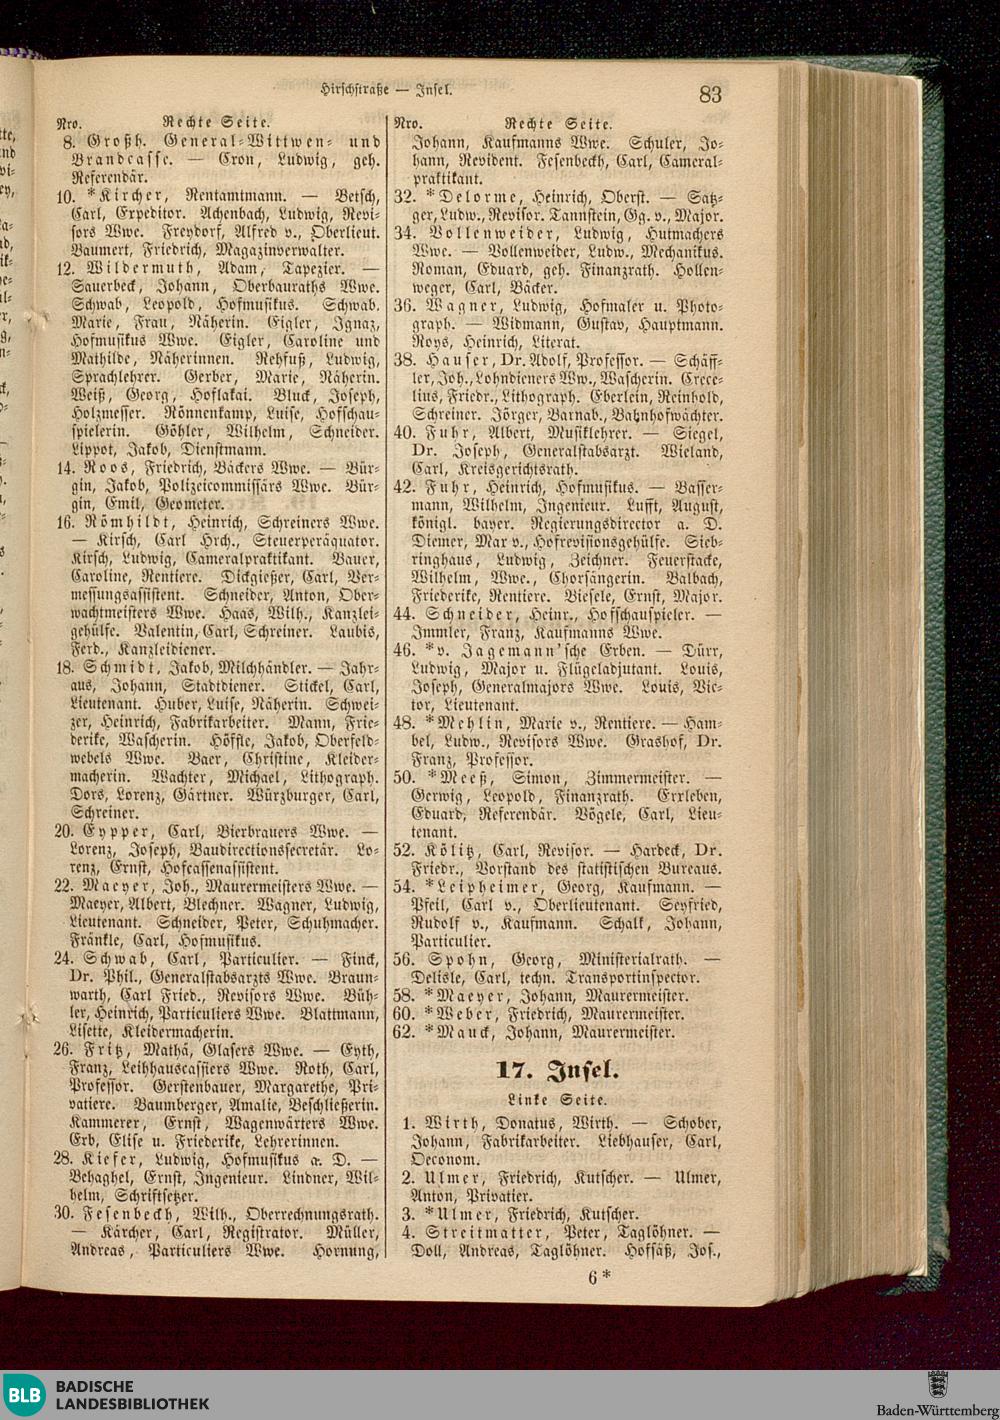 Hirschstraße — Insel.
83
Nro. Rechte Seite.
8. Großh. General-Wittwen- und
Brandcasse. — Cron, Ludwig, geh.
Referendär.
10. *Kircher, Rentamtmann. — Betsch,
Carl, Expeditor. Achenbach, Ludwig, Revi-
sors Wwe. Freydorf, Alfred v., Oberlieut.
Baumert, Friedrich, Magazinverwalter.
12. Wildermuth, Adam, Tapezier. —
Sauerbeck, Johann, Oberbauraths Wwe.
Schwab, Leopold, Hofmusikus. Schwab.
Marie, Frau, Näherin. Eigler, Ignaz,
Hofmusikus Wwe. Eigler, Caroline und
Mathilde, Näherinnen. Rehfuß, Ludwig,
Sprachlehrer. Gerber, Marie, Näherin.
Weiß, Georg, Hoflakai. Bluck, Joseph,
Holzmesser. Rönnenkamp, Luise, Hofschau-
spielerin. Göhler, Wilhelm, Schneider.
Lippot, Jakob, Dienstmann.
14. Roos, Friedrich, Bäckers Wwe. — Bür-
gin, Jakob, Polizeicommissärs Wwe. Bür-
gin, Emil, Geometer.
16. Römhildt, Heinrich, Schreiners Wwe.
— Kirsch, Carl Hrch., Steuerperäquator.
Kirsch, Ludwig, Cameralpraktikant. Bauer,
Caroline, Rentiere. Dickgießer, Carl, Ver-
messungsassistent. Schneider, Anton, Ober-
wachtmeisters Wwe. Haas, Wilh., Kanzlei-
gehülfe. Valentin, Carl, Schreiner. Laubis,
Ferd., Kanzleidiener.
18. Schmidt, Jakob, Milchhändler. — Jahr-
aus, Johann, Stadtdiener. Stickel, Carl,
Lieutenant. Huber, Luise, Näherin. Schwei-
zer, Heinrich, Fabrikarbeiter. Mann, Frie-
derike, Wascherin. Höffle, Jakob, Oberfeld-
webels Wwe. Baer, Christine, Kleider-
macherin. Wachter, Michael, Lithograph.
Dors, Lorenz, Gärtner. Würzburger, Carl,
Schreiner.
20. Eypper, Carl, Bierbrauers Wwe. —
Lorenz, Joseph, Baudirectionssecretär. Lo-
renz, Ernst, Hofcassenassistent.
22. Maeyer, Joh., Maurermeisters Wwe. —
Maeyer, Albert, Blechner. Wagner, Ludwig,
Lieutenant. Schneider, Peter, Schuhmacher.
Fränkle, Carl, Hofmusikus.
24. Schwab, Carl, Particulier. — Finck,
Dr. Phil., Generalstabsarzts Wwe. Braun-
warth, Carl Fried., Revisors Wwe. Büh-
ler, Heinrich, Particuliers Wwe. Blattmann,
Lisette, Kleidermacherin.
26. Fritz, Mathä, Glasers Wwe. — Eyth,
Franz, Leihhauscassiers Wwe. Roth, Carl,
Professor. Gerstenbauer, Margarethe, Pri-
vatiere. Baumberger, Amalie, Beschließerin.
Kammerer, Ernst, Wagenwärters Wwe.
Erb, Elise u. Friederike, Lehrerinnen.
28. Kiefer, Ludwig, Hofmusikus a. D. —
Behaghel, Ernst, Ingenieur. Lindner, Wil-
helm, Schriftsetzer.
30. Fesenbeckh, Wilh., Oberrechnungsrath.
— Kärcher, Carl, Registrator. Müller,
Andreas, Particuliers Wwe. Hornung,
Nro. Rechte Seite.
Johann, Kaufmanns Wwe. Schuler, Jo-
hann, Revident. Fesenbeckh, Carl, Cameral-
praktikant.
32. *Delorme, Heinrich, Oberst. — Satz-
ger, Ludw., Revisor. Tannstein, Gg. v., Major.
34. Vollenweider, Ludwig, Hutmachers
Wwe. — Vollenweider, Ludw., Mechanikus.
Roman, Eduard, geh. Finanzrath. Hollen-
weger, Carl, Bäcker.
36. Wagner, Ludwig, Hofmaler u. Photo-
graph. — Widmann, Gustav, Hauptmann.
Roys, Heinrich, Literat.
38. Hauser, Dr. Adolf, Professor. — Schäff-
ler, Joh., Lohndieners Ww., Wascherin. Crece-
lius, Friedr., Lithograph. Eberlein, Reinhold,
Schreiner. Jörger, Barnab., Bahnhofwächter.
40. Fuhr, Albert, Musiklehrer. — Siegel,
Dr. Joseph, Generalstabsarzt. Wieland,
Carl, Kreisgerichtsrath.
42. Fuhr, Heinrich, Hofmusikus. — Basser-
mann, Wilhelm, Ingenieur. Lufft, August,
königl. bayer. Regierungsdirector a. D.
Diemer, Max v., Hofrevisionsgehülfe. Sieb-
ringhaus, Ludwig, Zeichner. Feuerstacke,
Wilhelm, Wwe., Chorsängerin. Balbach,
Friederike, Rentiere. Biesele, Ernst, Major.
44. Schneider, Heinr., Hofschauspieler. —
Immler, Franz, Kaufmanns Wwe.
46. *v. Jagemann'sche Erben. — Dürr,
Ludwig, Major u. Flügeladjutant. Louis,
Joseph, Generalmajors Wwe. Louis, Vic-
tor, Lieutenant.
48. *Mehlin, Marie v., Rentiere. — Ham-
bel, Ludw., Revisors Wwe. Grashof, Dr.
Franz, Professor.
50. *Meeß, Simon, Zimmermeister. —
Gerwig, Leopold, Finanzrath. Erxleben,
Eduard, Referendär. Vögele, Carl, Lieu-
tenant.
52. Kölitz, Carl, Revisor. — Hardeck, Dr.
Friedr., Vorstand des statistischen Bureaus.
54. *Leipheimer, Georg, Kaufmann. —
Pfeil, Carl v., Oberlieutenant. Seyfried,
Rudolf v., Kaufmann. Schalk, Johann,
Particulier.
56. Spohn, Georg, Ministerialrath. —
Delisle, Carl, techn. Transportinspector.
58. *Maeyer, Johann, Maurermeister.
60. *Weber, Friedrich, Maurermeister.
62. *Mauck, Johann, Maurermeister.
17. Insel.
Linke Seite.
1. Wirth, Donatus, Wirth. — Schober,
Johann, Fabrikarbeiter. Liebhauser, Carl,
Oeconom.
2. Ulmer, Friedrich, Kutscher. — Ulmer,
Anton, Privatier.
3. *Ulmer, Friedrich, Kutscher.
4. Streitmatter, Peter, Taglöhner. —
Doll, Andreas, Taglöhner. Hofsäß, Jos.,
6*
BLB
BADISCHE
LANDESBIBLIOTHEK
Baden-Württemberg